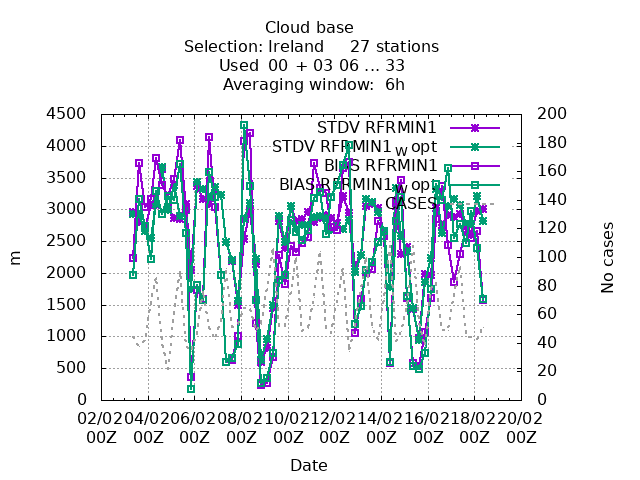 Cloud base
Selection: Ireland 27 stations
Used 00 + 03 06 ... 33
Averaging window: 6h
4500 200
4000 180
3500 160
3000 140
2500 120
2000 100
1500 80
1000 60
500 40
0 20
0
STDV RFRMIN1
STDV RFRMIN1 W opt
BIAS RFRMIN1
BIAS RFRMIN1 W opt
CASES
m
No cases
02/02 04/02 06/02 08/02 10/02 12/02 14/02 16/02 18/02 20/02
00Z 00Z 00Z 00Z 00Z 00Z 00Z 00Z 00Z 00Z
Date